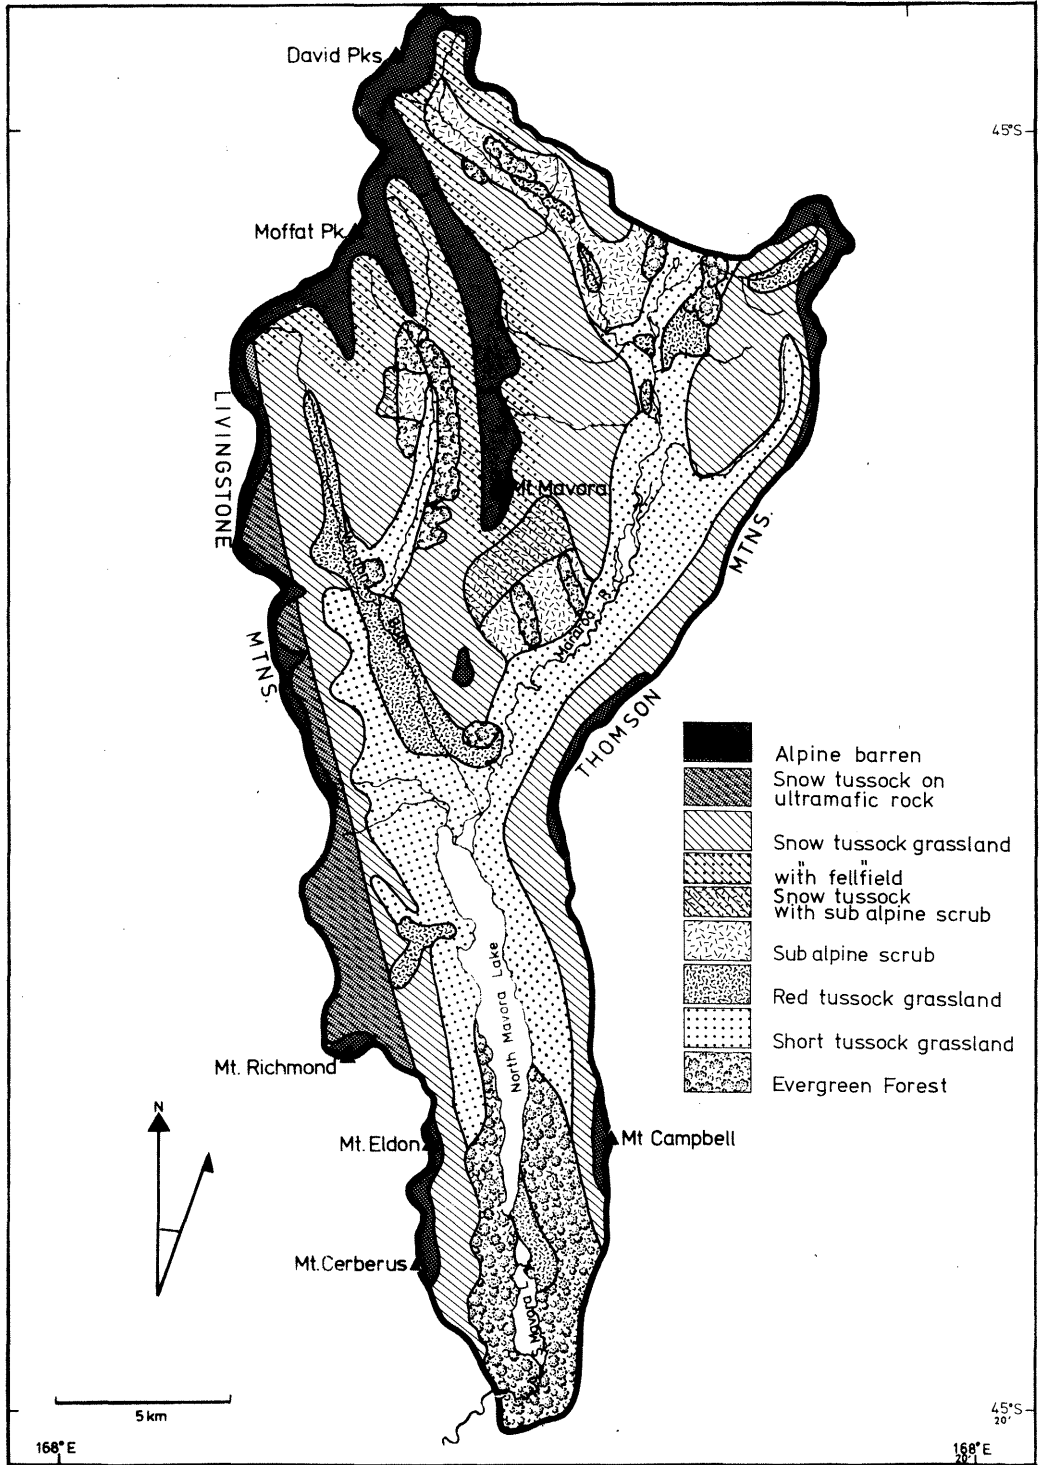 David Pks
45°S
Moffat Pk
LIVINGSTONE
MTNS.
Mt Mavora
MTNS.
Mararoa R.
THOMSON
Alpine barren
Snow tussock on
ultramafic rock
Snow tussock grassland
" "
with fellfield
Snow tussock
with sub alpine scrub
Sub alpine scrub
Red tussock grassland
Short tussock grassland
Evergreen Forest
North Mavora Lake
Mt. Richmond
N
Mt. Eldon
Mt Campbell
Mt. Cerberus
S. Mavora L.
5 km
45°S
20'
168°E
168°E
20'